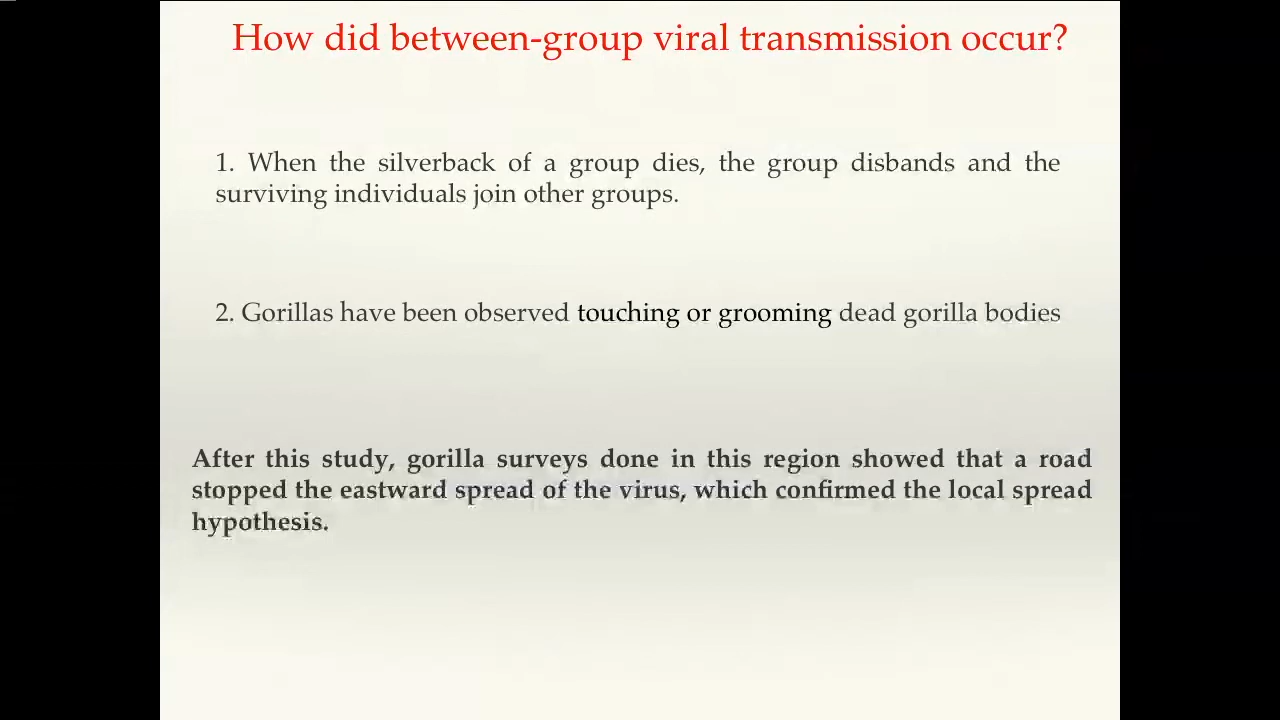 How did between-group viral transmission occur?
1. When the silverback of a group dies, the group disbands and the
surviving individuals join other groups.
2. Gorillas have been observed touching or grooming dead gorilla bodies
After this study, gorilla surveys done in this region showed that a road
stopped the eastward spread of the virus, which confirmed the local spread
hypothesis.